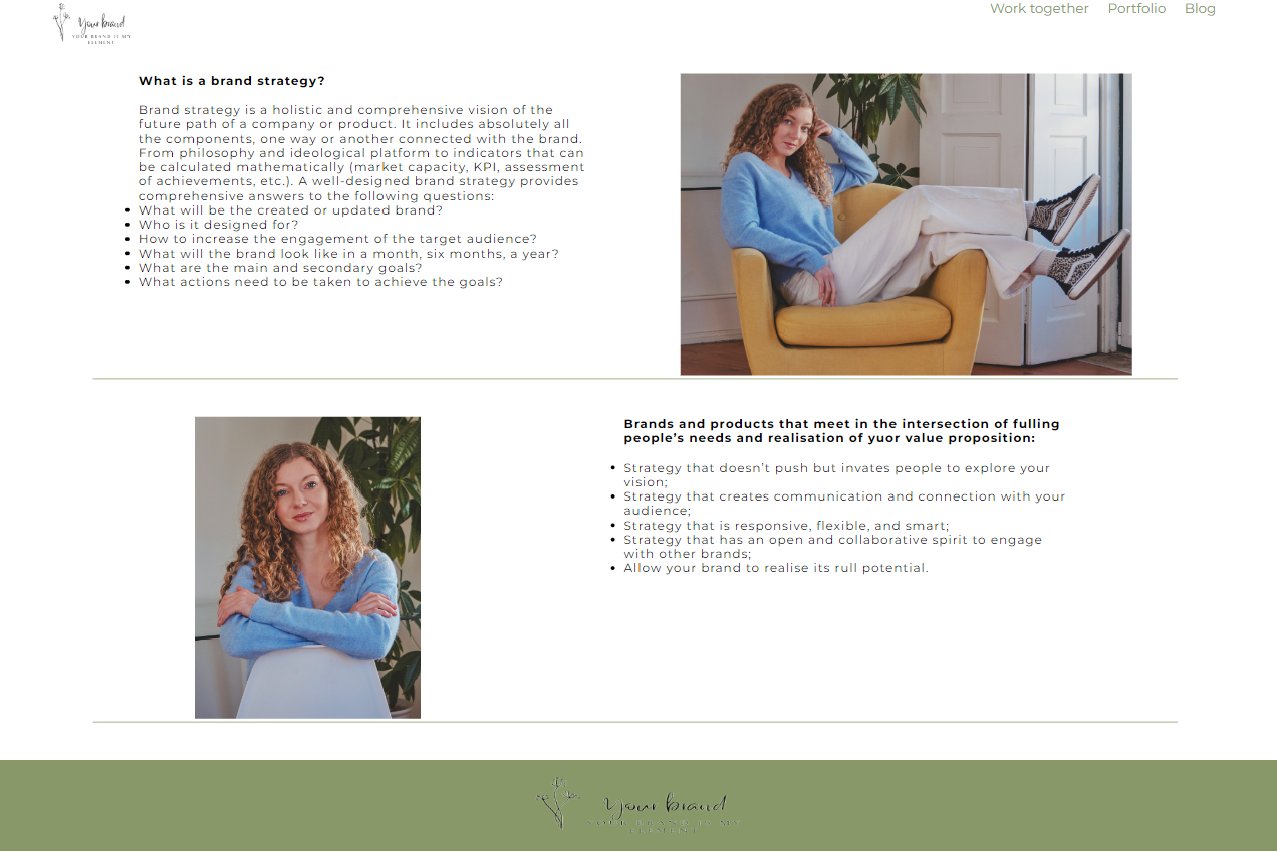 Your brand
YOUR BRAND IS MY
ELEMENT
Work together Portfolio Blog
What is a brand strategy?
Brand strategy is a holistic and comprehensive vision of the
future path of a company or product. It includes absolutely all
the components, one way or another connected with the brand.
From philosophy and ideological platform to indicators that can
be calculated mathematically (market capacity, KPI, assessment
of achievements, etc.). A well-designed brand strategy provides
comprehensive answers to the following questions:
• What will be the created or updated brand?
• Who is it designed for?
• How to increase the engagement of the target audience?
• What will the brand look like in a month, six months, a year?
• What are the main and secondary goals?
• What actions need to be taken to achieve the goals?
Brands and products that meet in the intersection of fulling
people's needs and realisation of yuor value proposition:
• Strategy that doesn't push but invates people to explore your
vision;
• Strategy that creates communication and connection with your
audience;
• Strategy that is responsive, flexible, and smart;
• Strategy that has an open and collaborative spirit to engage
with other brands;
• Allow your brand to realise its rull potential.
your brand
YOUR BRAND IS MY
ELEMENT